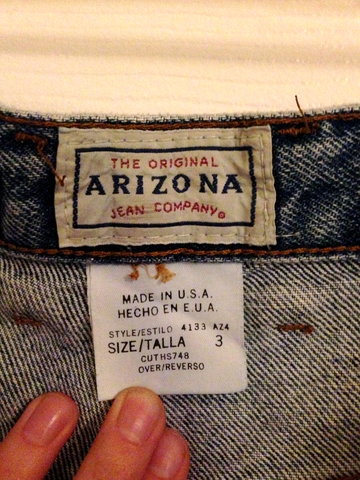 THE ORIGINAL
ARIZONA
JEAN COMPANY®
MADE IN U.S.A.
HECHO EN E.U.A.
STYLE/ESTILO 4133 AZ4
SIZE/TALLA 3
CUTHS748
OVER/REVERSO